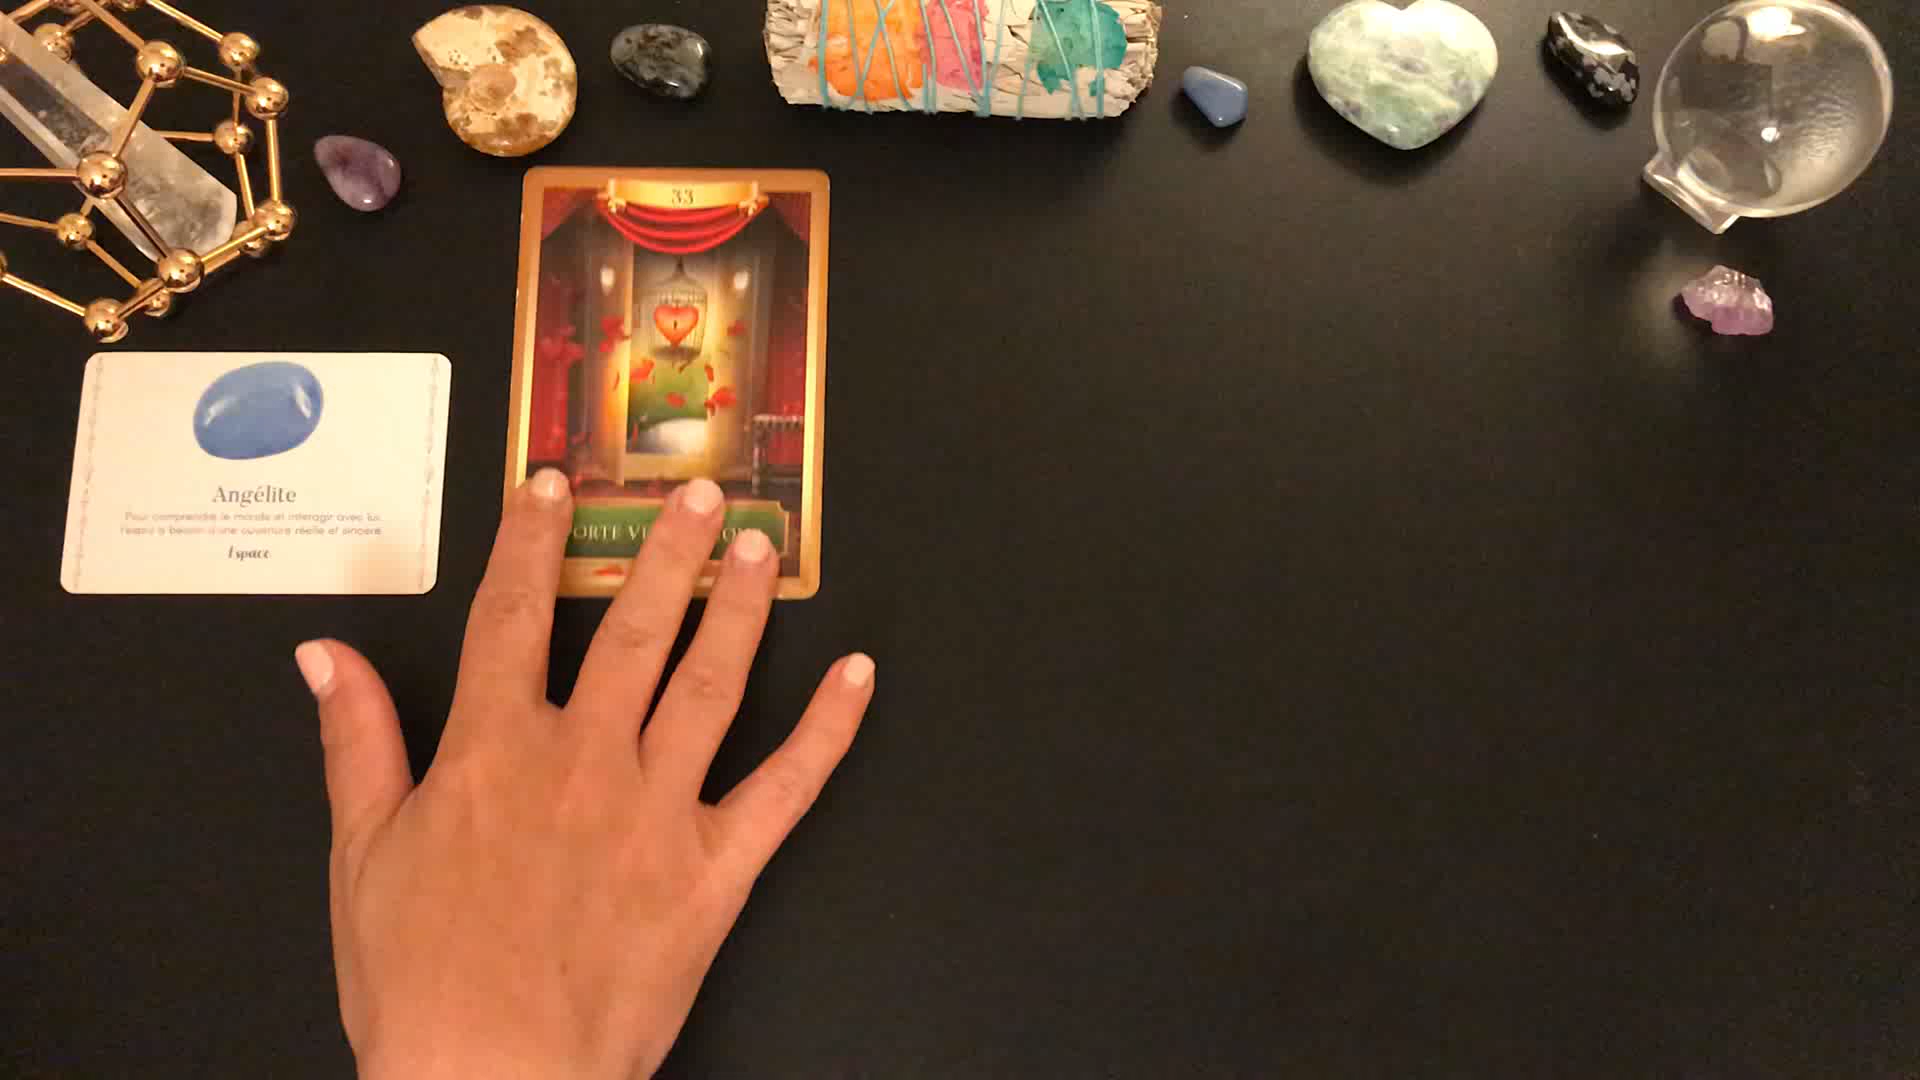 33
Angélite
Pour comprendre le monde et interagir avec lui,
l'esprit a besoin d'une ouverture réelle et sincère.
Espace